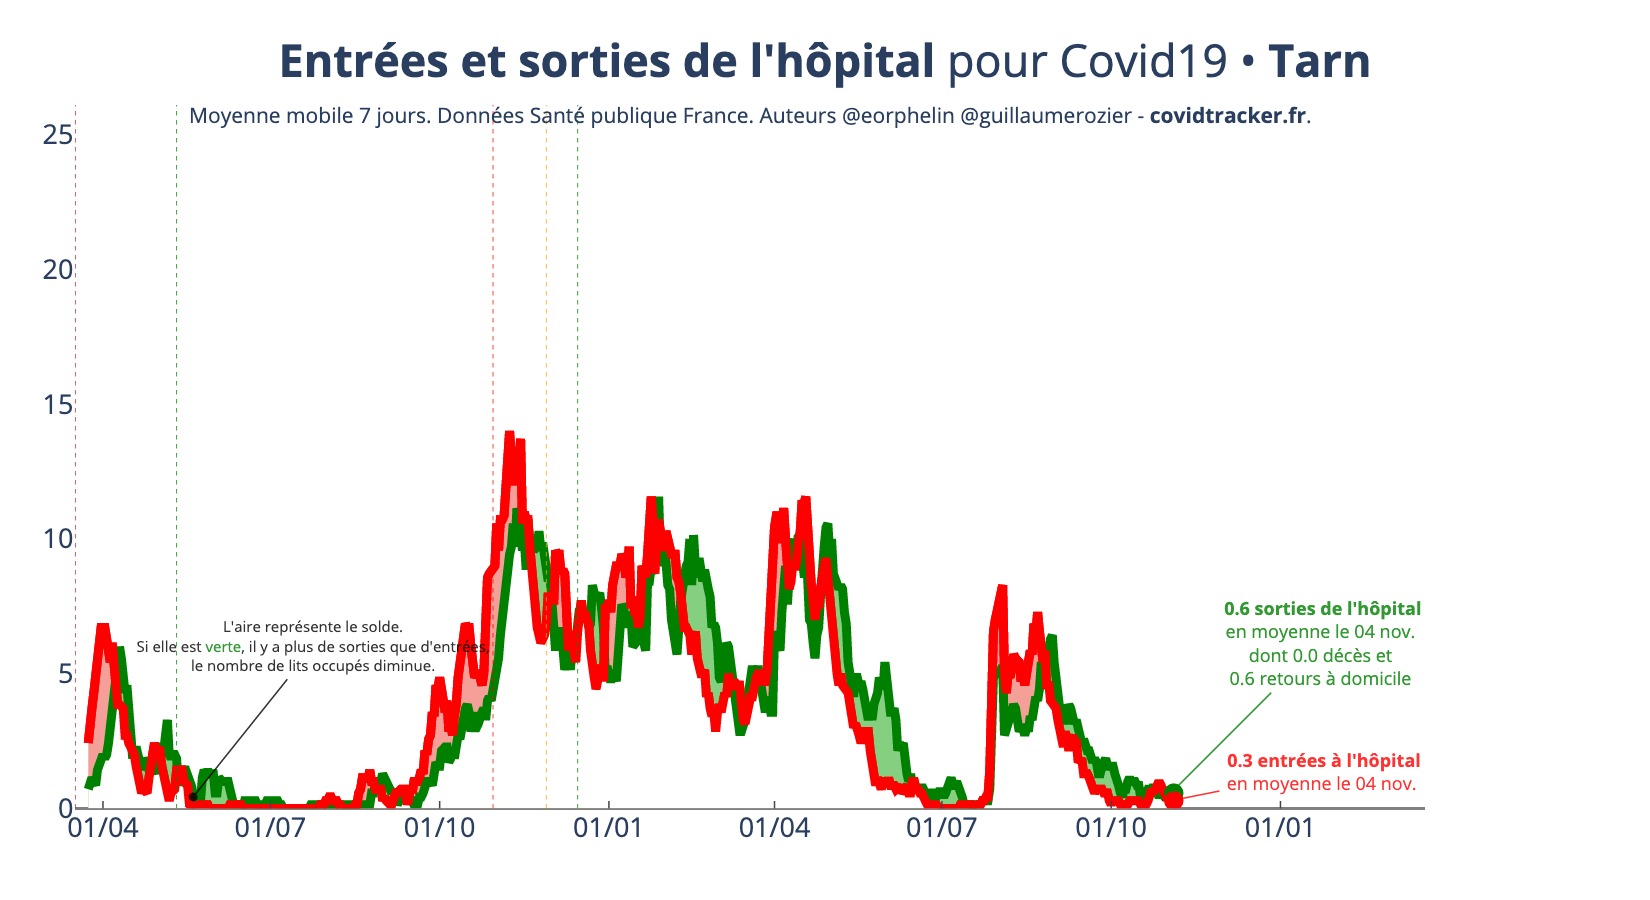 Entrées et sorties de l'hôpital pour Covid19 • Tarn
Moyenne mobile 7 jours. Données Santé publique France. Auteurs @eorphelin @guillaumerozier - covidtracker.fr.
25
20
15
10
5
0
L'aire représente le solde.
Si elle est verte, il y a plus de sorties que d'entrées,
le nombre de lits occupés diminue.
0.6 sorties de l'hôpital
en moyenne le 04 nov.
dont 0.0 décès et
0.6 retours à domicile
0.3 entrées à l'hôpital
en moyenne le 04 nov.
01/04 01/07 01/10 01/01 01/04 01/07 01/10 01/01